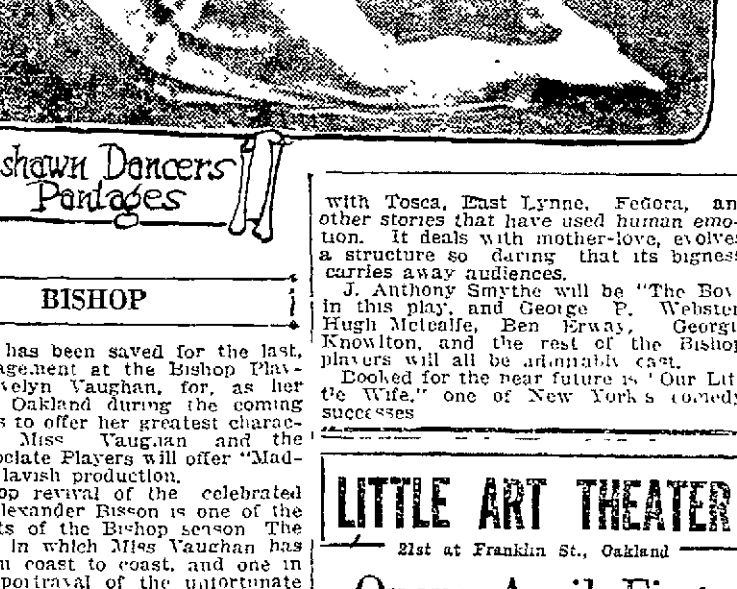 shawn Dancers
Pantages
BISHOP
has been saved for the last,
agement at the Bishop Play-
velyn Vaughan, for, as her
Oakland during the coming
s to offer her greatest charac-
Miss Vaughan and the
ociate Players will offer "Mad-
lavish production.
op revival of the celebrated
lexander Bisson is one of the
ts of the Bishop season The
in which Miss Vaughan has
coast to coast, and one in
portrayal of the unfortunate
with Tosca, East Lynne, Fedora, an
other stories that have used human emo-
tion. It deals with mother-love, evolves
a structure so daring that its bigness
carries away audiences.
J. Anthony Smythe will be "The Boy
in this play, and George P. Webster
Hugh Metcalfe, Ben Erway, Georgi
Knowlton, and the rest of the Bishop
players will all be admirably cast.
Booked for the near future is 'Our Lit-
tle Wife," one of New York s comedy
successes
LITTLE ART THEATER
21st at Franklin St., Oakland